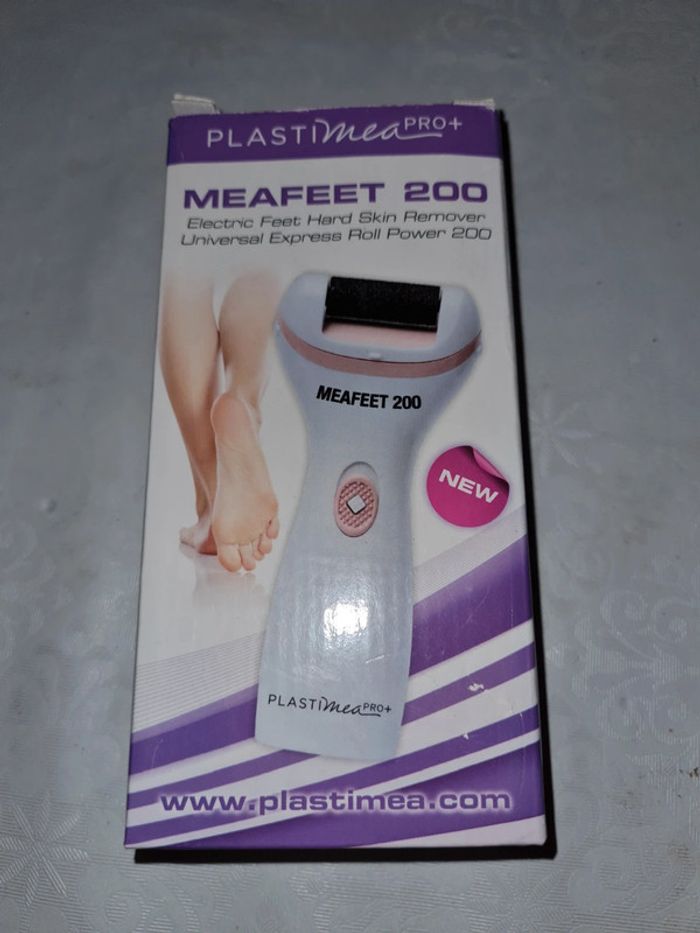 PLASTIMea PRO+
MEAFEET 200
Electric Feet Hard Skin Remover
Universal Express Roll Power 200
MEAFEET 200
NEW
PLASTIMea PRO+
www.plastimea.com